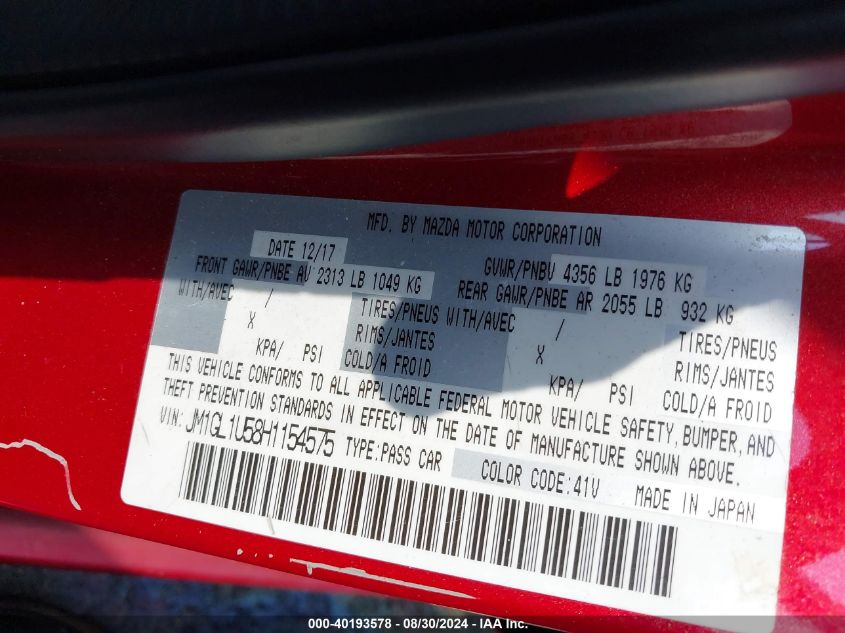 MFD. BY MAZDA MOTOR CORPORATION
DATE 12/17 GVWR/PNBV 4356 LB 1976 KG
FRONT GAWR/PNBE AV 2313 LB 1049 KG REAR GAWR/PNBE AR 2055 LB 932 KG
WITH/AVEC / TIRES/PNEUS WITH/AVEC / TIRES/PNEUS
X RIMS/JANTES X RIMS/JANTES
KPA/ PSI COLD/A FROID KPA/ PSI COLD/A FROID
THIS VEHICLE CONFORMS TO ALL APPLICABLE FEDERAL MOTOR VEHICLE SAFETY, BUMPER, AND
THEFT PREVENTION STANDARDS IN EFFECT ON THE DATE OF MANUFACTURE SHOWN ABOVE.
VIN: JM1GL1U58H1154575 TYPE: PASS CAR
COLOR CODE: 41V MADE IN JAPAN
000-40193578 - 08/30/2024 - IAA Inc.